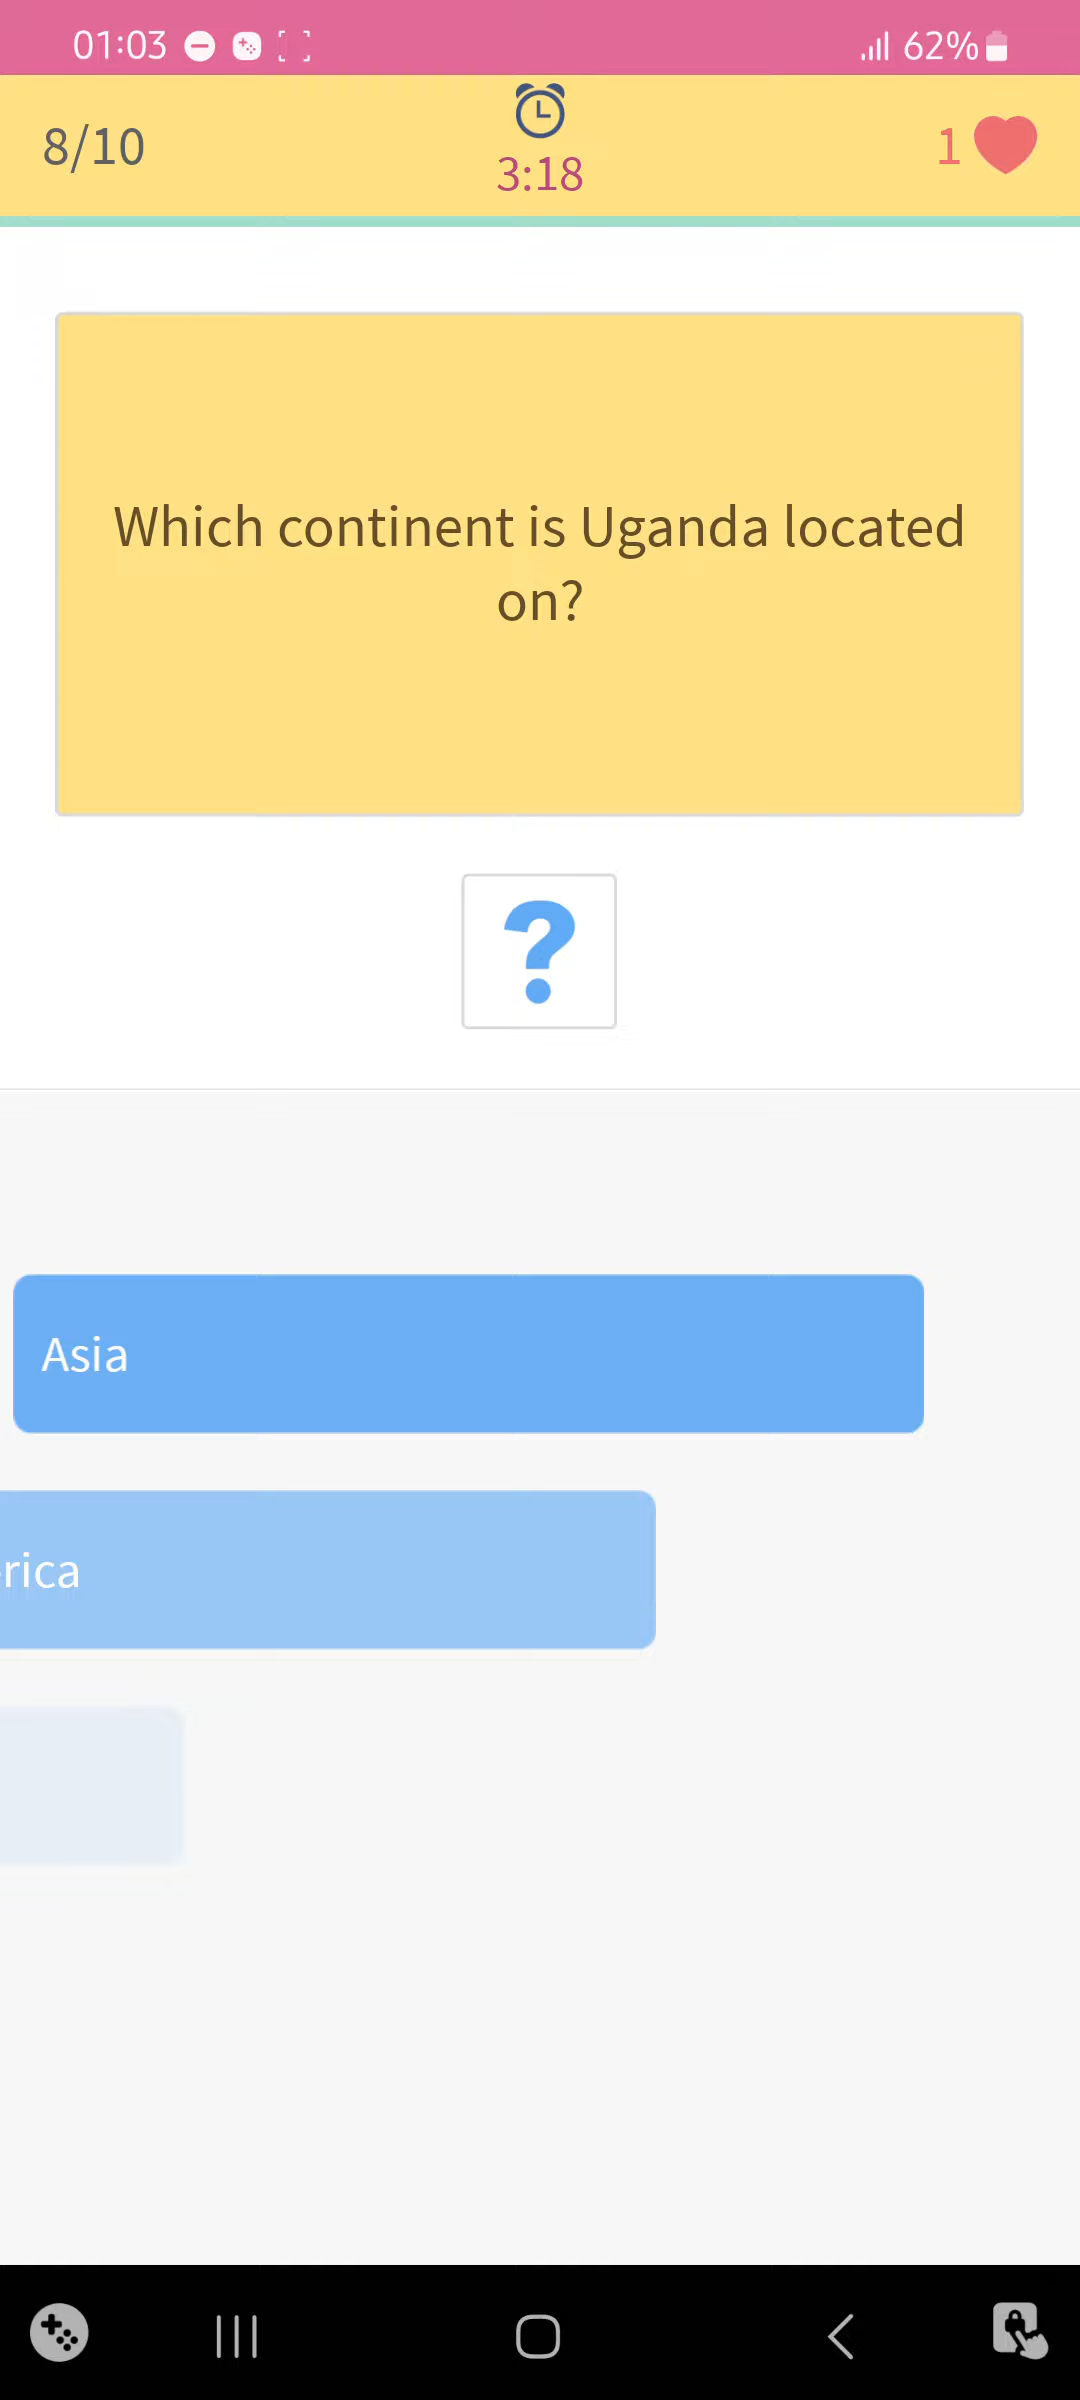 01:03
62%
8/10
3:18
1
Which continent is Uganda located
on?
?
Asia
rica